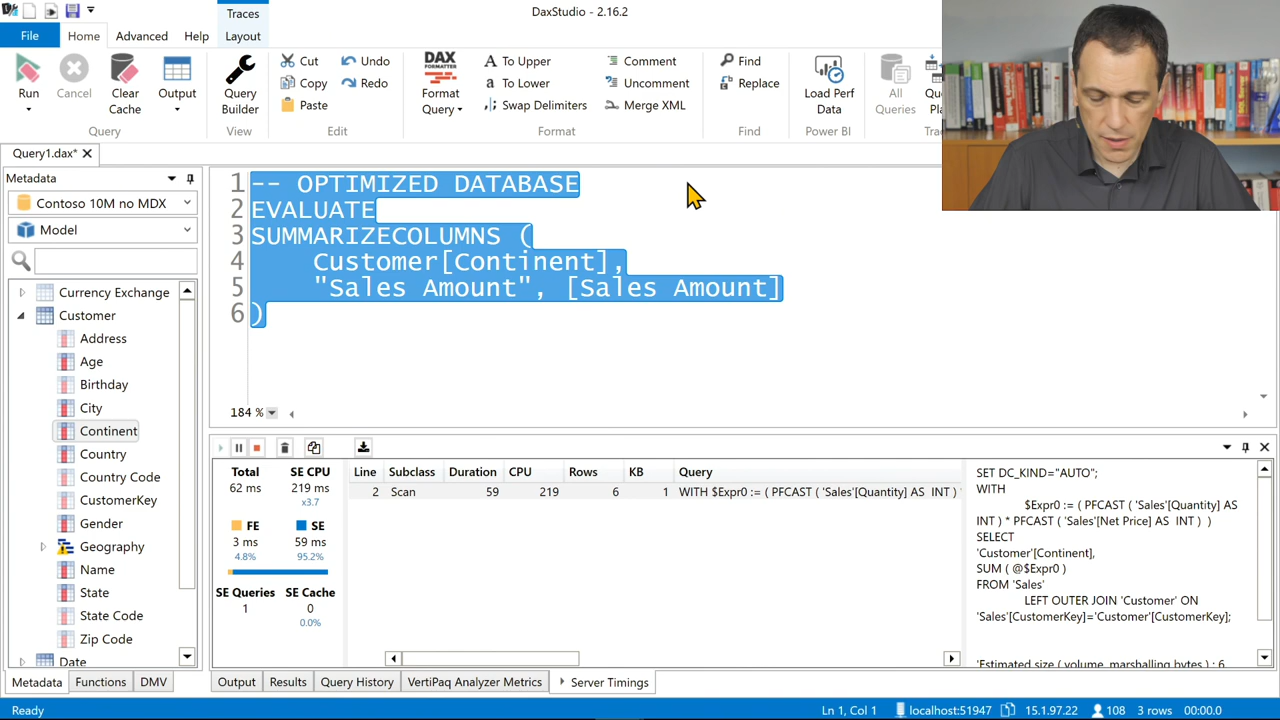 Traces
DaxStudio - 2.16.2
File
Home
Advanced
Help
Layout
Run
Cancel
Clear
Cache
Output
Query
Builder
Cut
Copy
Paste
Undo
Redo
DAX
FORMATTER
Format
Query
To Upper
To Lower
Swap Delimiters
Comment
Uncomment
Merge XML
Find
Replace
Load Perf
Data
All
Queries
Query
View
Edit
Format
Find
Power BI
Query1.dax*
Metadata
Contoso 10M no MDX
Model
Currency Exchange
Customer
Address
Age
Birthday
City
Continent
Country
Country Code
CustomerKey
Gender
Geography
Name
State
State Code
Zip Code
Date
1 -- OPTIMIZED DATABASE
2 EVALUATE
3 SUMMARIZECOLUMNS (
4 Customer[Continent],
5 "Sales Amount", [Sales Amount]
6 )
184 %
Total
62 ms
SE CPU
219 ms
x3.7
FE
3 ms
4.8%
SE
59 ms
95.2%
SE Queries
1
SE Cache
0
0.0%
Line Subclass Duration CPU Rows KB Query
2 Scan 59 219 6 1 WITH $Expr0 := ( PFCAST ( 'Sales'[Quantity] AS INT ) *
SET DC_KIND="AUTO";
WITH
$Expr0 := ( PFCAST ( 'Sales'[Quantity] AS
INT ) * PFCAST ( 'Sales'[Net Price] AS INT ) )
SELECT
'Customer'[Continent],
SUM ( @$Expr0 )
FROM 'Sales'
LEFT OUTER JOIN 'Customer' ON
'Sales'[CustomerKey]='Customer'[CustomerKey];
'Estimated size ( volume, marshalling bytes ) : 6,
Metadata
Functions
DMV
Output
Results
Query History
VertiPaq Analyzer Metrics
Server Timings
Ready
Ln 1, Col 1
localhost:51947
15.1.97.22
108
3 rows
00:00.0